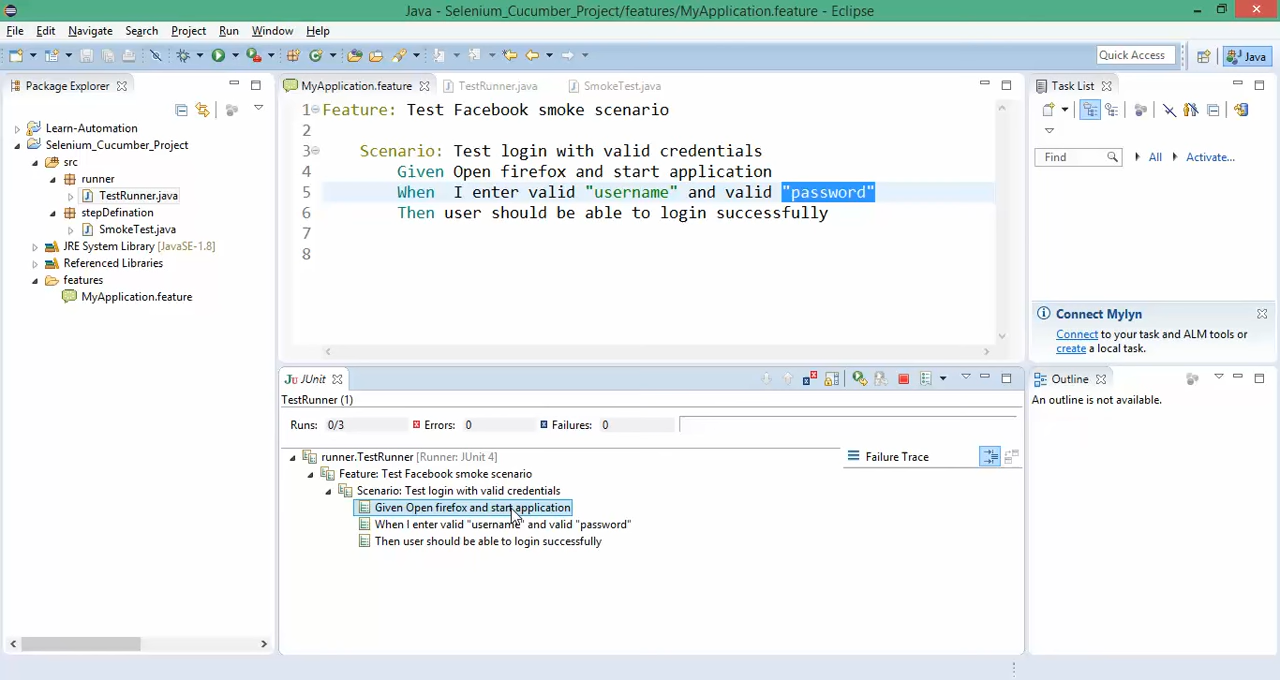 Java - Selenium_Cucumber_Project/features/MyApplication.feature - Eclipse
File Edit Navigate Search Project Run Window Help
Quick Access
Java
Package Explorer
MyApplication.feature TestRunner.java SmokeTest.java
Task List
Learn-Automation
Selenium_Cucumber_Project
src
runner
TestRunner.java
stepDefination
SmokeTest.java
JRE System Library [JavaSE-1.8]
Referenced Libraries
features
MyApplication.feature
1 Feature: Test Facebook smoke scenario
2
3 Scenario: Test login with valid credentials
4 Given Open firefox and start application
5 When I enter valid "username" and valid "password"
6 Then user should be able to login successfully
7
8
Find All Activate...
Connect Mylyn
Connect to your task and ALM tools or
create a local task.
JUnit
TestRunner (1)
Runs: 0/3 Errors: 0 Failures: 0
runner.TestRunner [Runner: JUnit 4]
Feature: Test Facebook smoke scenario
Scenario: Test login with valid credentials
Given Open firefox and start application
When I enter valid "username" and valid "password"
Then user should be able to login successfully
Failure Trace
Outline
An outline is not available.